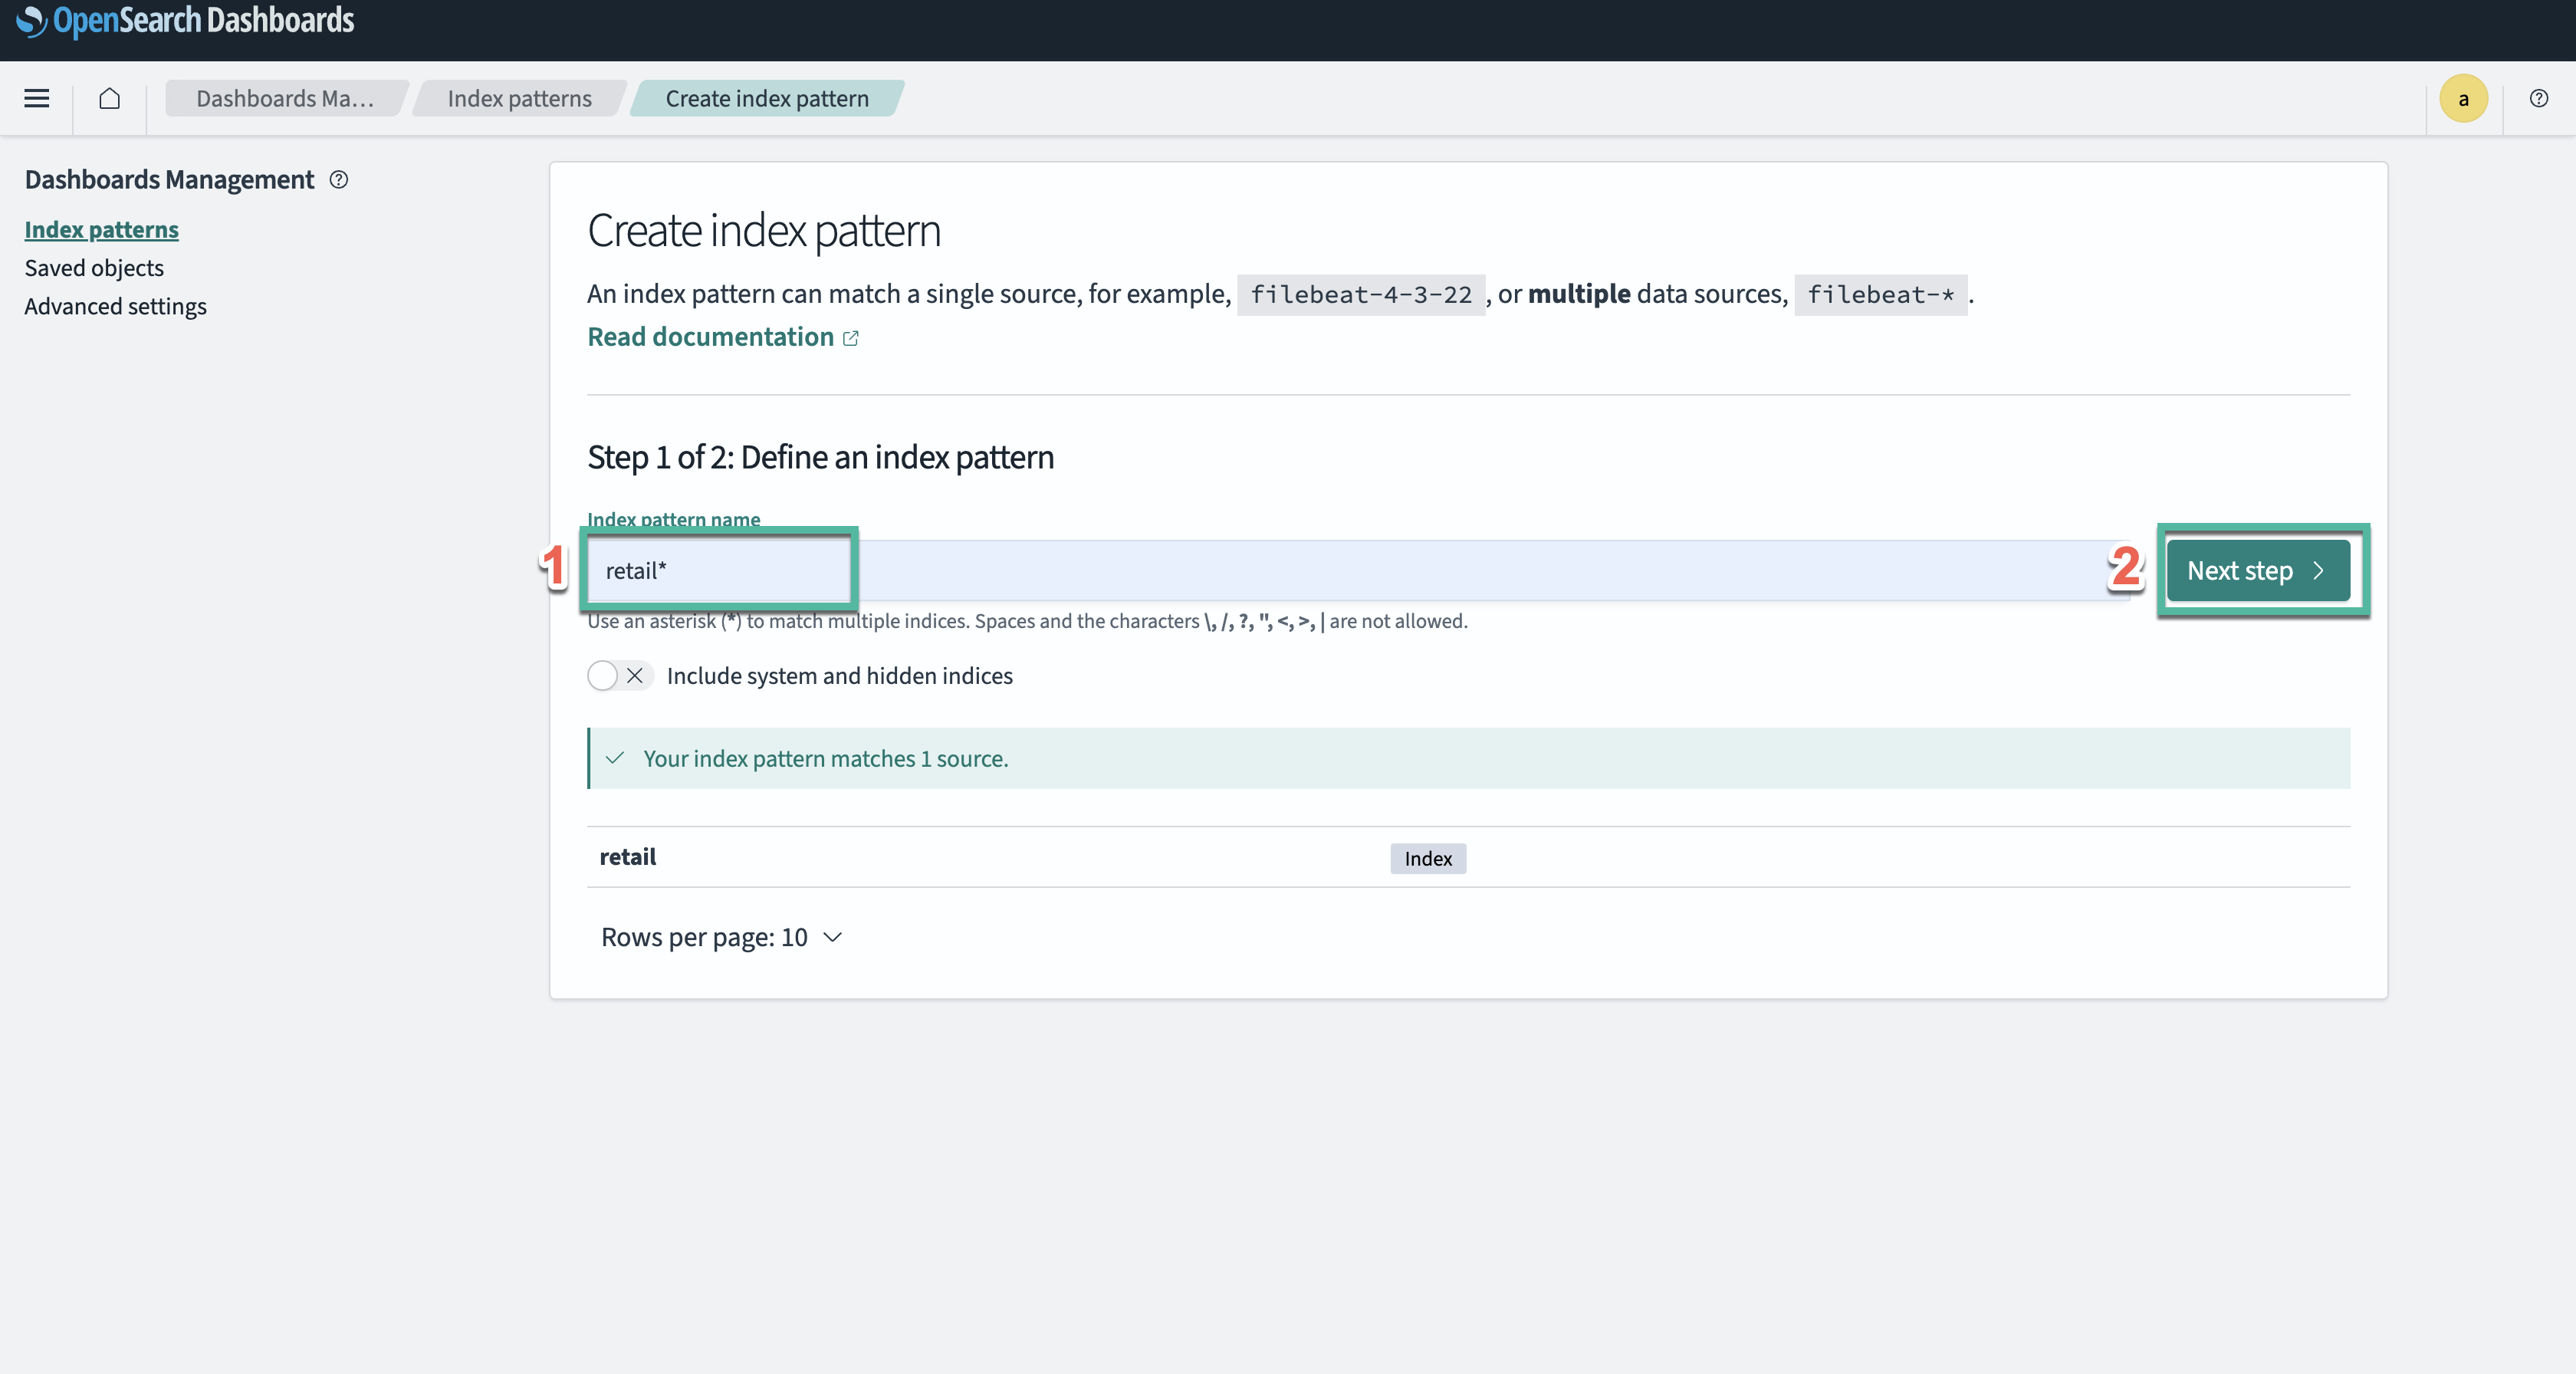 OpenSearch Dashboards
Dashboards Ma... Index patterns Create index pattern a
Dashboards Management
Index patterns
Saved objects
Advanced settings
Create index pattern
An index pattern can match a single source, for example, filebeat-4-3-22 , or multiple data sources, filebeat-* .
Read documentation
Step 1 of 2: Define an index pattern
Index pattern name
1 retail* 2 Next step
Use an asterisk (*) to match multiple indices. Spaces and the characters \, /, ?, ", <, >, | are not allowed.
Include system and hidden indices
Your index pattern matches 1 source.
retail Index
Rows per page: 10